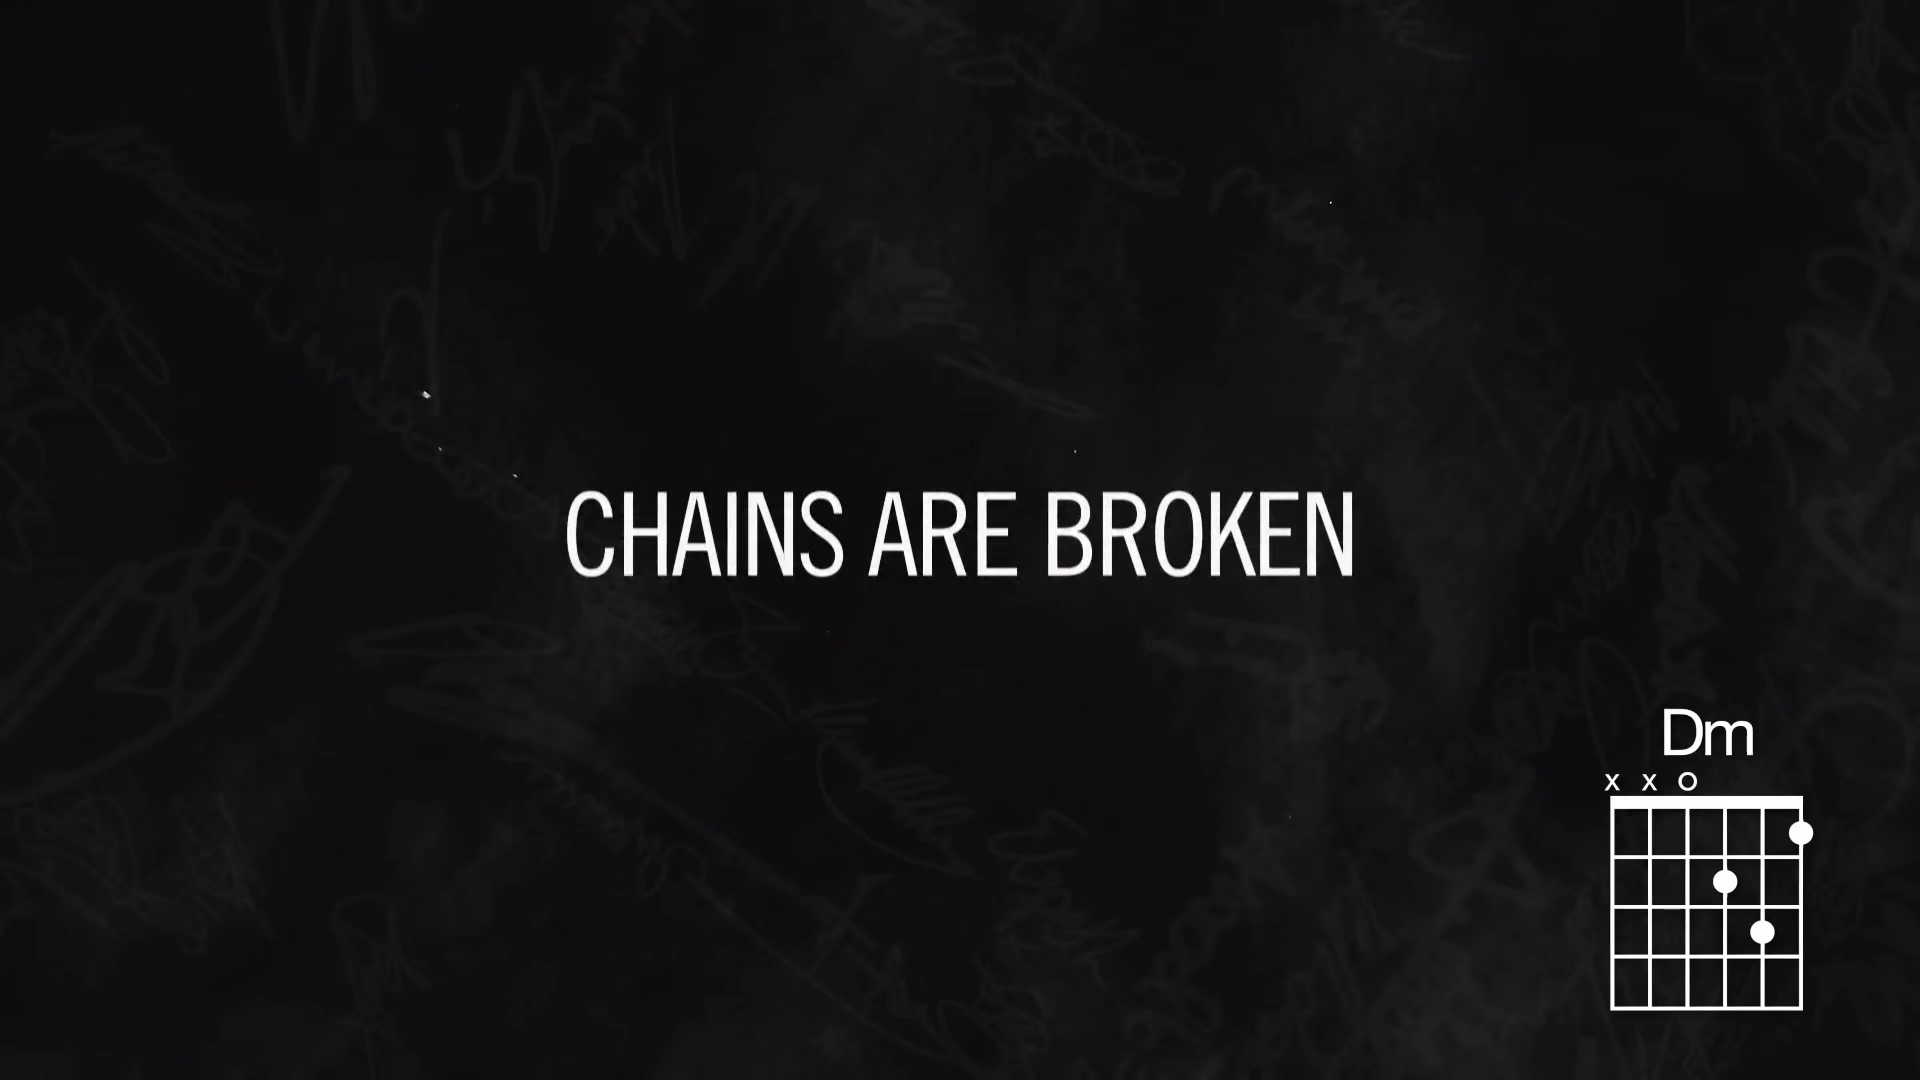 CHAINS ARE BROKEN
Dm
x x o